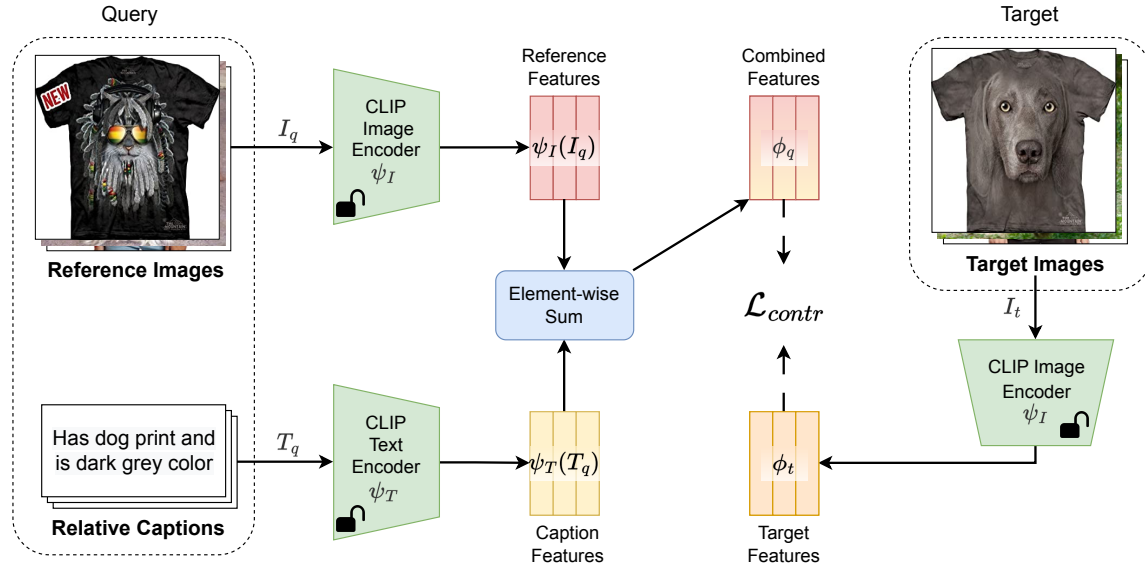 Query
Target
NEW
Reference Images
I_q
CLIP
Image
Encoder
ψ_I
Reference
Features
ψ_I(I_q)
Combined
Features
ϕ_q
Target Images
I_t
Element-wise
Sum
ℒ_contr
CLIP Image
Encoder
ψ_I
Has dog print and
is dark grey color
Relative Captions
T_q
CLIP
Text
Encoder
ψ_T
ψ_T(T_q)
Caption
Features
ϕ_t
Target
Features